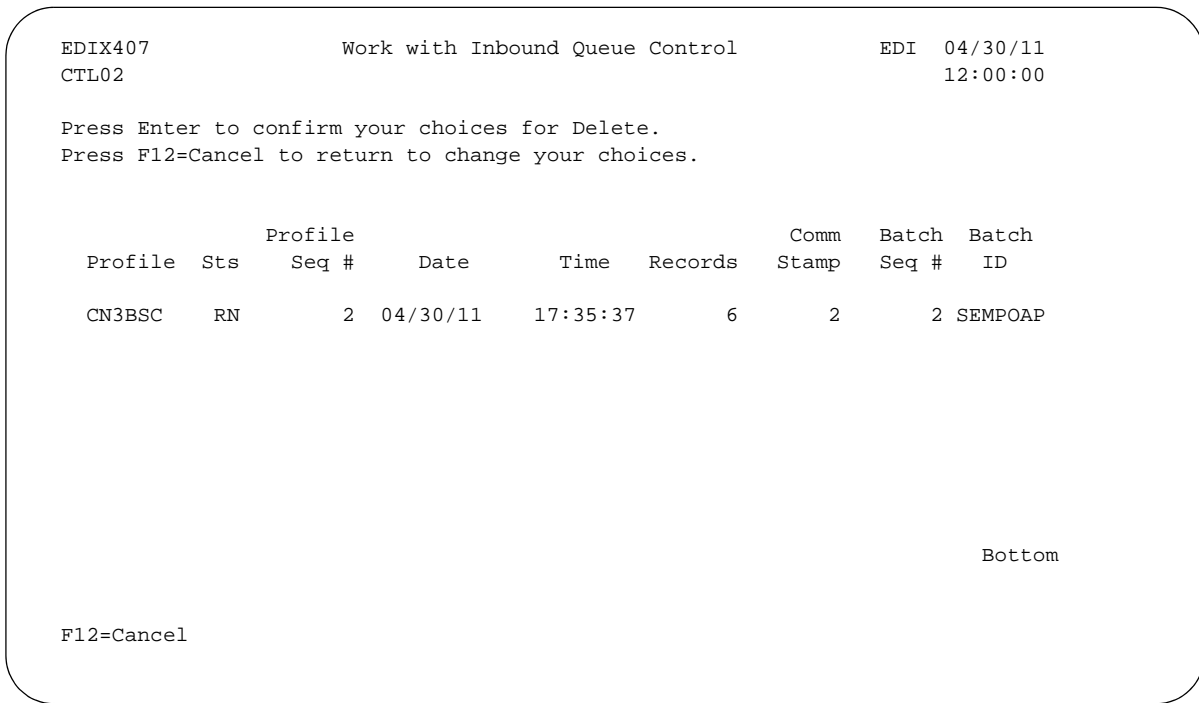 EDIX407 Work with Inbound Queue Control EDI 04/30/11
CTL02 12:00:00
Press Enter to confirm your choices for Delete.
Press F12=Cancel to return to change your choices.
Profile Comm Batch Batch
Profile Sts Seq # Date Time Records Stamp Seq # ID
CN3BSC RN 2 04/30/11 17:35:37 6 2 2 SEMPOAP
Bottom
F12=Cancel